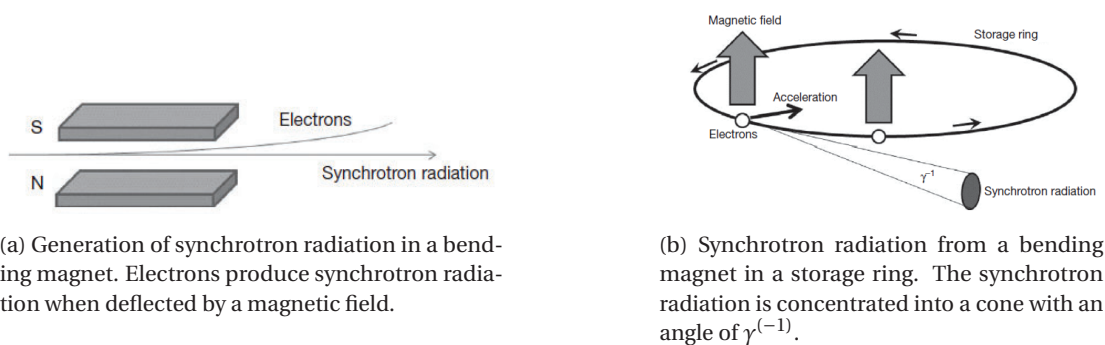 S
Electrons
Synchrotron radiation
N
(a) Generation of synchrotron radiation in a bend-
ing magnet. Electrons produce synchrotron radia-
tion when deflected by a magnetic field.
Magnetic field
Storage ring
Acceleration
Electrons
γ⁻¹
Synchrotron radiation
(b) Synchrotron radiation from a bending
magnet in a storage ring. The synchrotron
radiation is concentrated into a cone with an
angle of γ⁽⁻¹⁾.